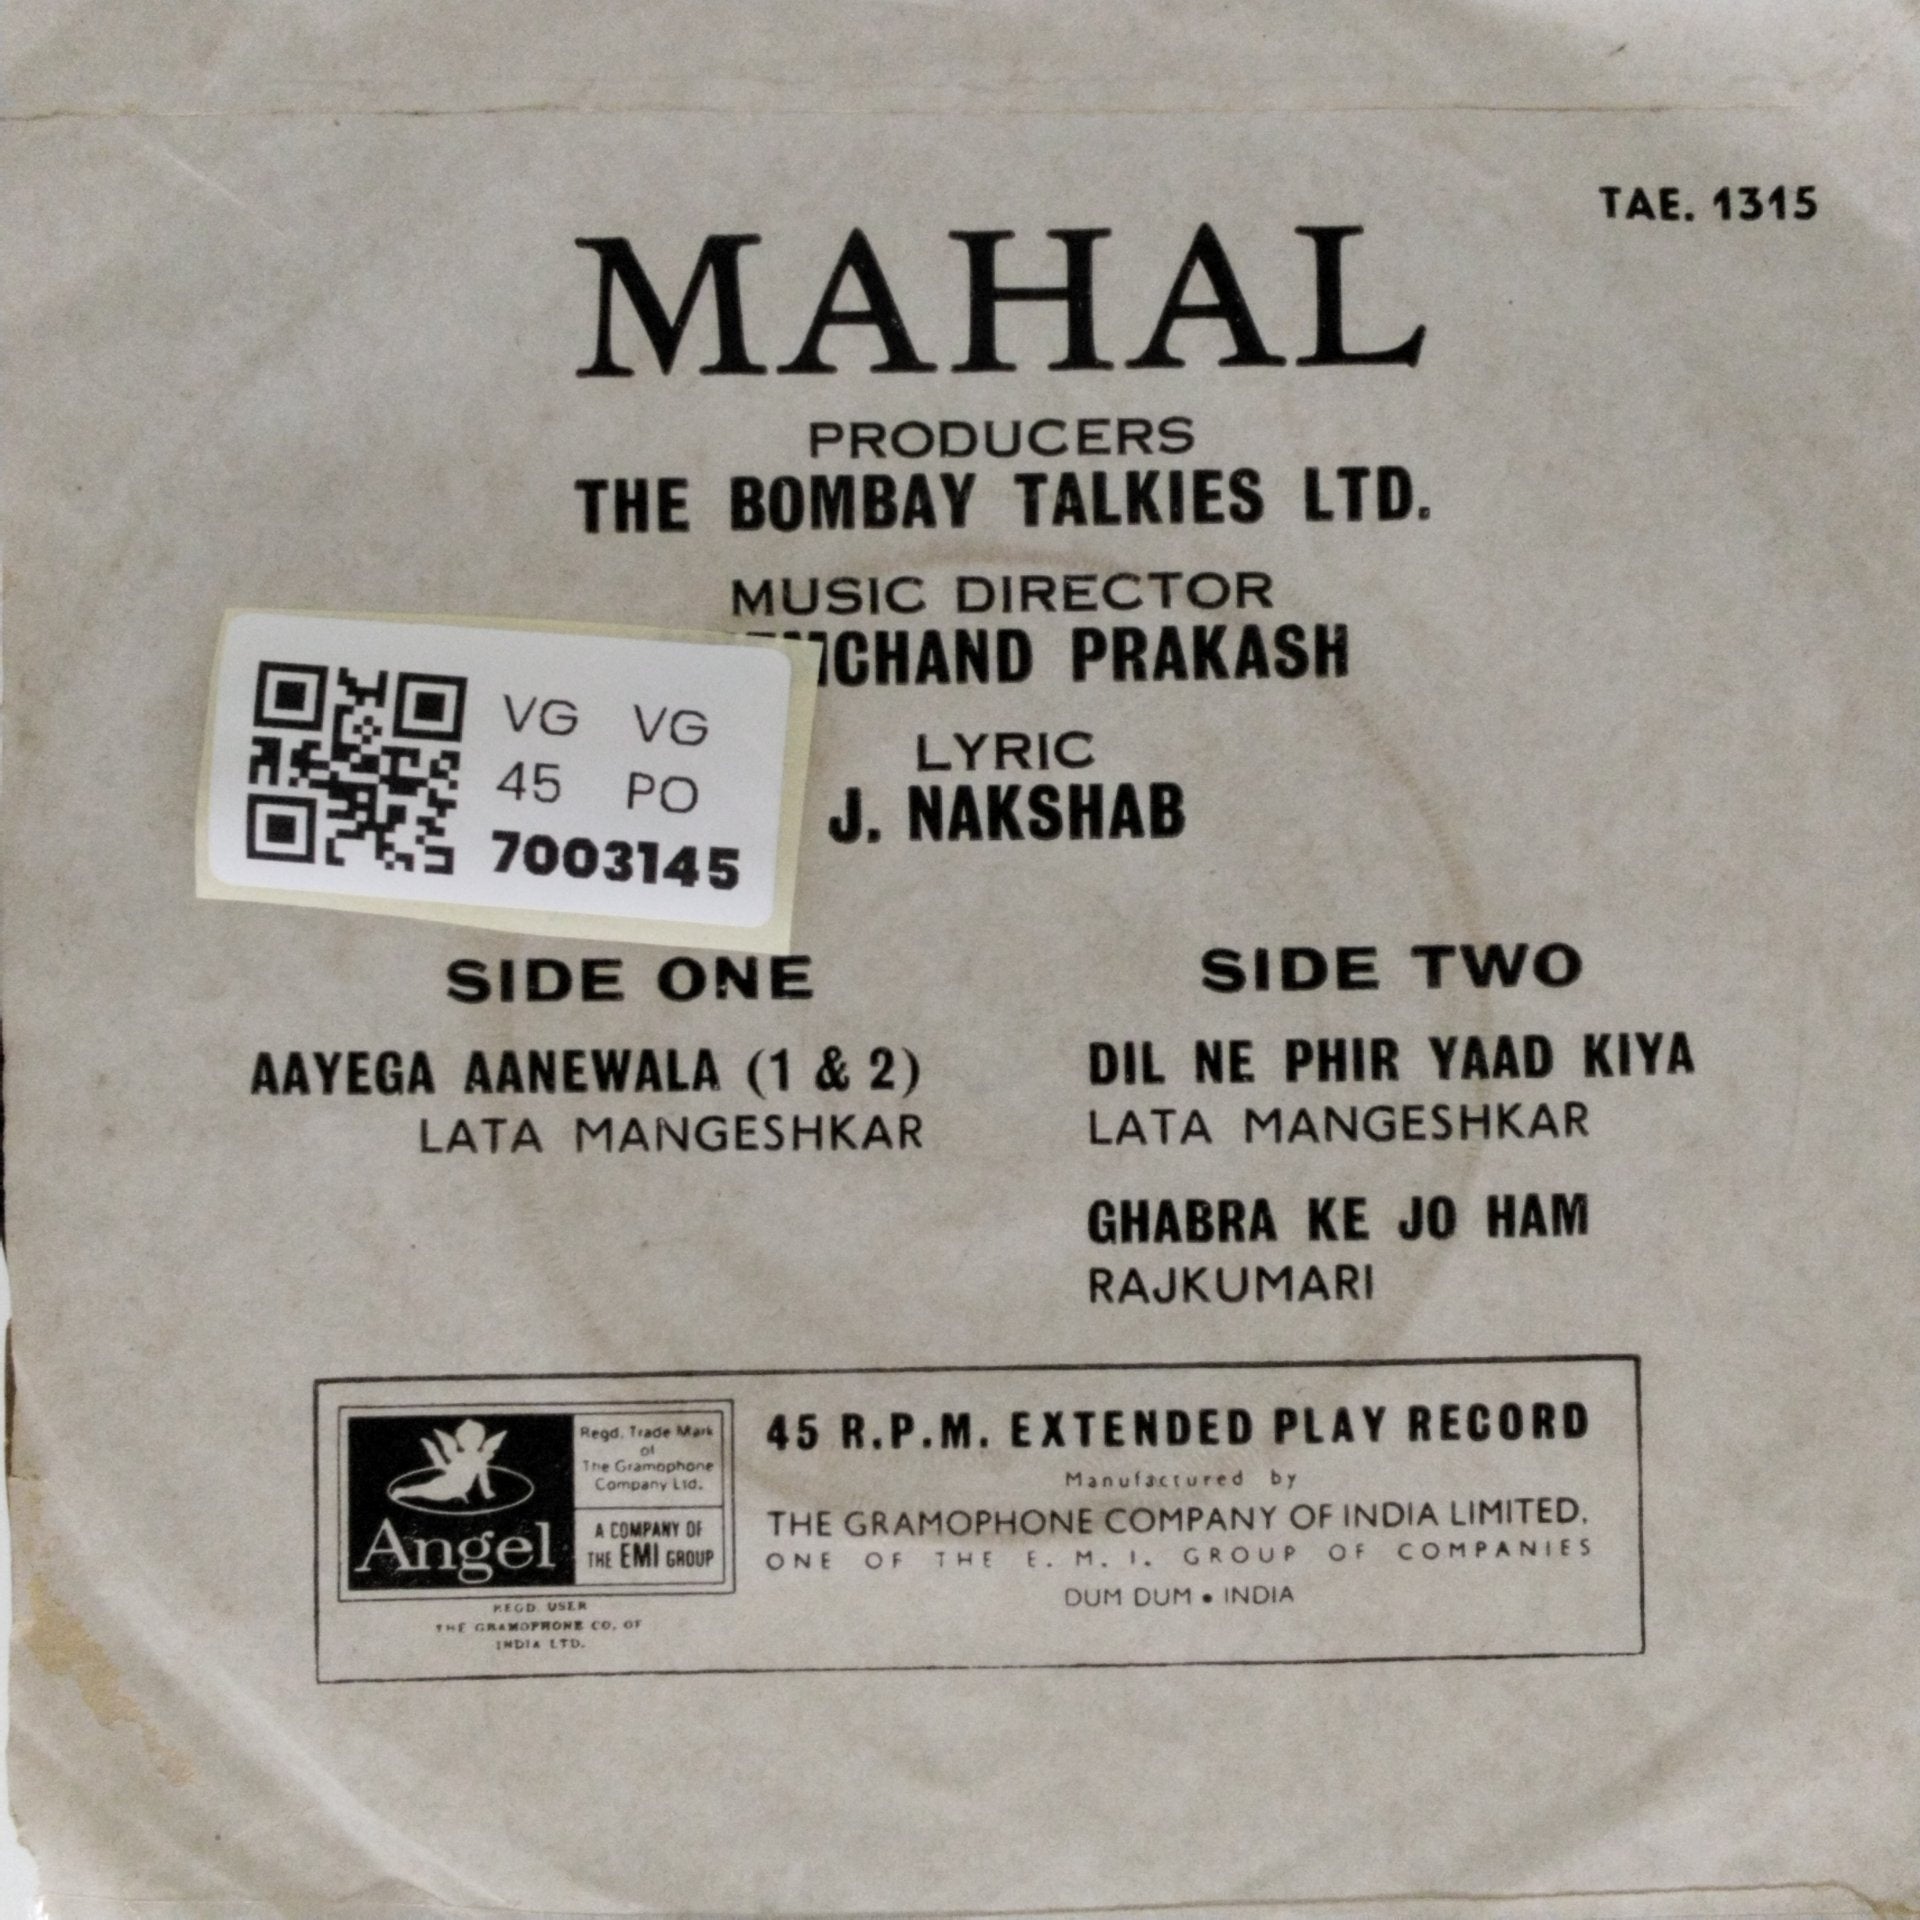 TAE. 1315
MAHAL
PRODUCERS
THE BOMBAY TALKIES LTD.
MUSIC DIRECTOR
PRAKASH
LYRIC
J. NAKSHAB
VG VG
45 PO
7003145
SIDE ONE
AAYEGA AANEWALA (1 & 2)
LATA MANGESHKAR
SIDE TWO
DIL NE PHIR YAAD KIYA
LATA MANGESHKAR
GHABRA KE JO HAM
RAJKUMARI
Angel
Regd. Trade Mark
of
The Gramophone
Company Ltd.
A COMPANY OF
THE EMI GROUP
REGD. USER
THE GRAMOPHONE CO. OF
INDIA LTD.
45 R.P.M. EXTENDED PLAY RECORD
Manufactured by
THE GRAMOPHONE COMPANY OF INDIA LIMITED.
ONE OF THE E. M. I. GROUP OF COMPANIES
DUM DUM • INDIA